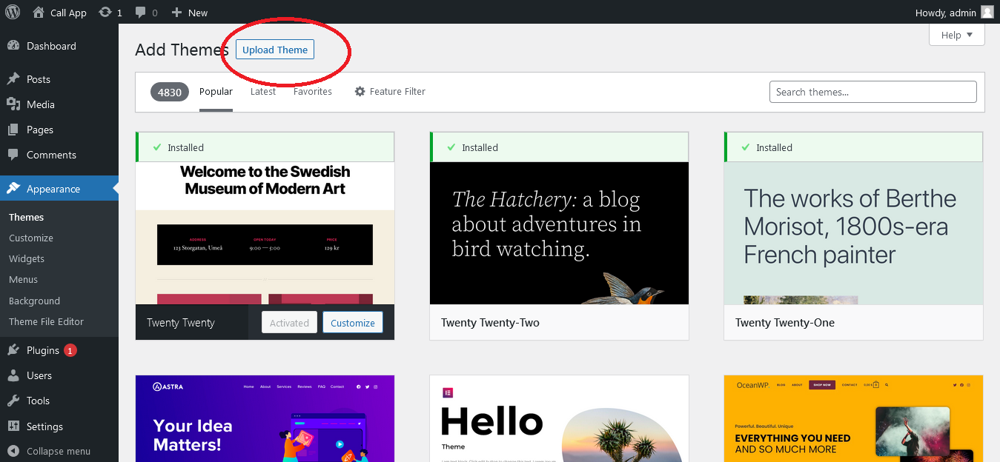 Call App
1
0
New
Howdy, admin
Dashboard
Posts
Media
Pages
Comments
Appearance
Themes
Customize
Widgets
Menus
Background
Theme File Editor
Plugins 1
Users
Tools
Settings
Collapse menu
Help
Add Themes Upload Theme
4830 Popular Latest Favorites Feature Filter
Search themes...
Installed
Welcome to the Swedish
Museum of Modern Art
ADDRESS OPEN TODAY PRICE
123 Storgatan, Umeå 9:00 — 5:00 129 kr
Twenty Twenty Activated Customize
Installed
The Hatchery: a blog
about adventures in
bird watching.
Twenty Twenty-Two
Installed
The works of Berthe
Morisot, 1800s-era
French painter
Twenty Twenty-One
ASTRA Home About Services Reviews FAQ Contact
Your Idea
Matters!
Hello
Theme
OceanWP. BLOG ABOUT SHOP NOW CONTACT
Powerful. Beautiful. Unique
EVERYTHING YOU NEED
AND SO MUCH MORE